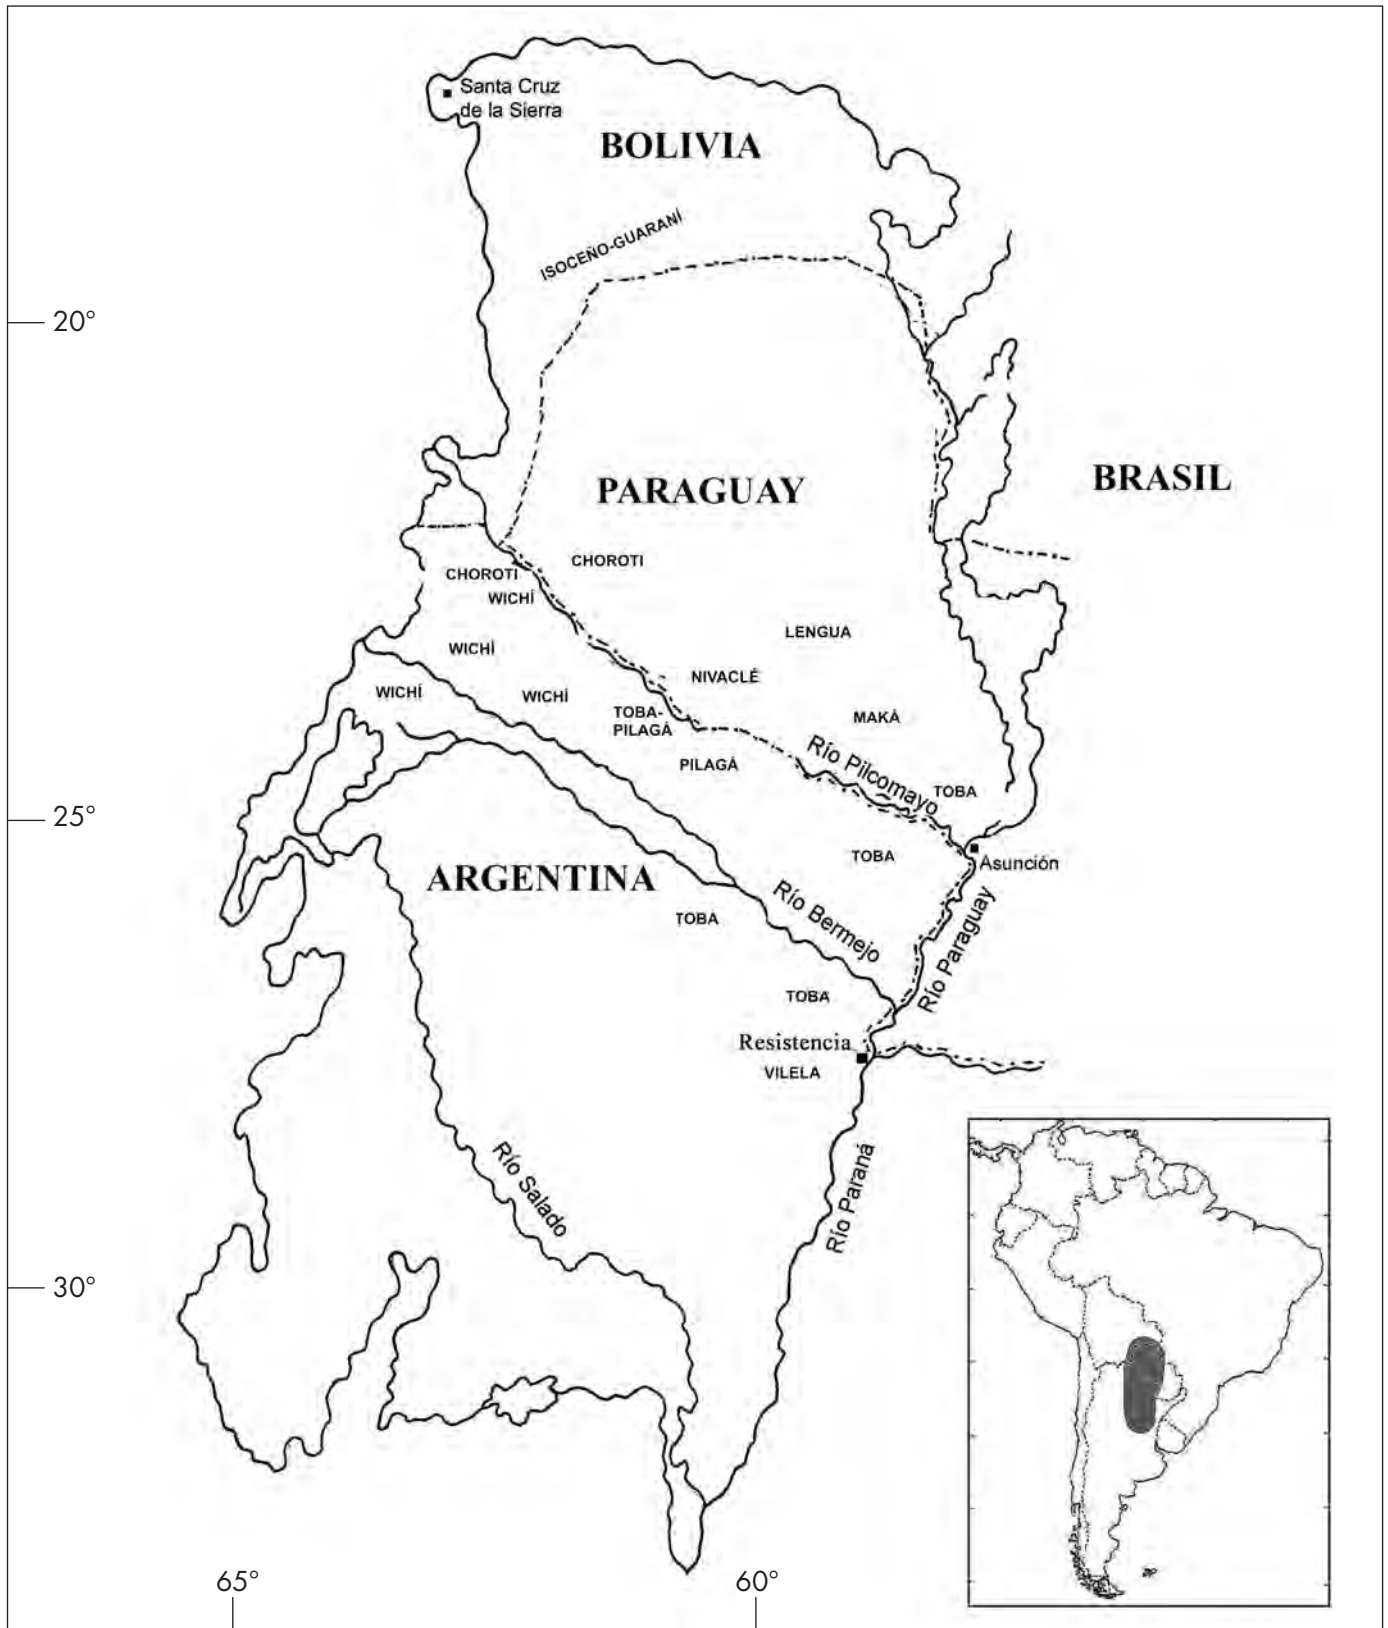 Santa Cruz
de la Sierra
BOLIVIA
ISOCEÑO-GUARANÍ
20°
PARAGUAY
BRASIL
CHOROTI
CHOROTI
WICHÍ
LENGUA
WICHÍ
NIVACLÉ
WICHÍ
WICHÍ
TOBA-
PILAGÁ
MAKÁ
PILAGÁ
Río Pilcomayo
TOBA
25°
TOBA
Asunción
ARGENTINA
TOBA
Río Bermejo
Río Paraguay
TOBA
Resistencia
VILELA
Río Salado
Río Paraná
30°
65°
60°